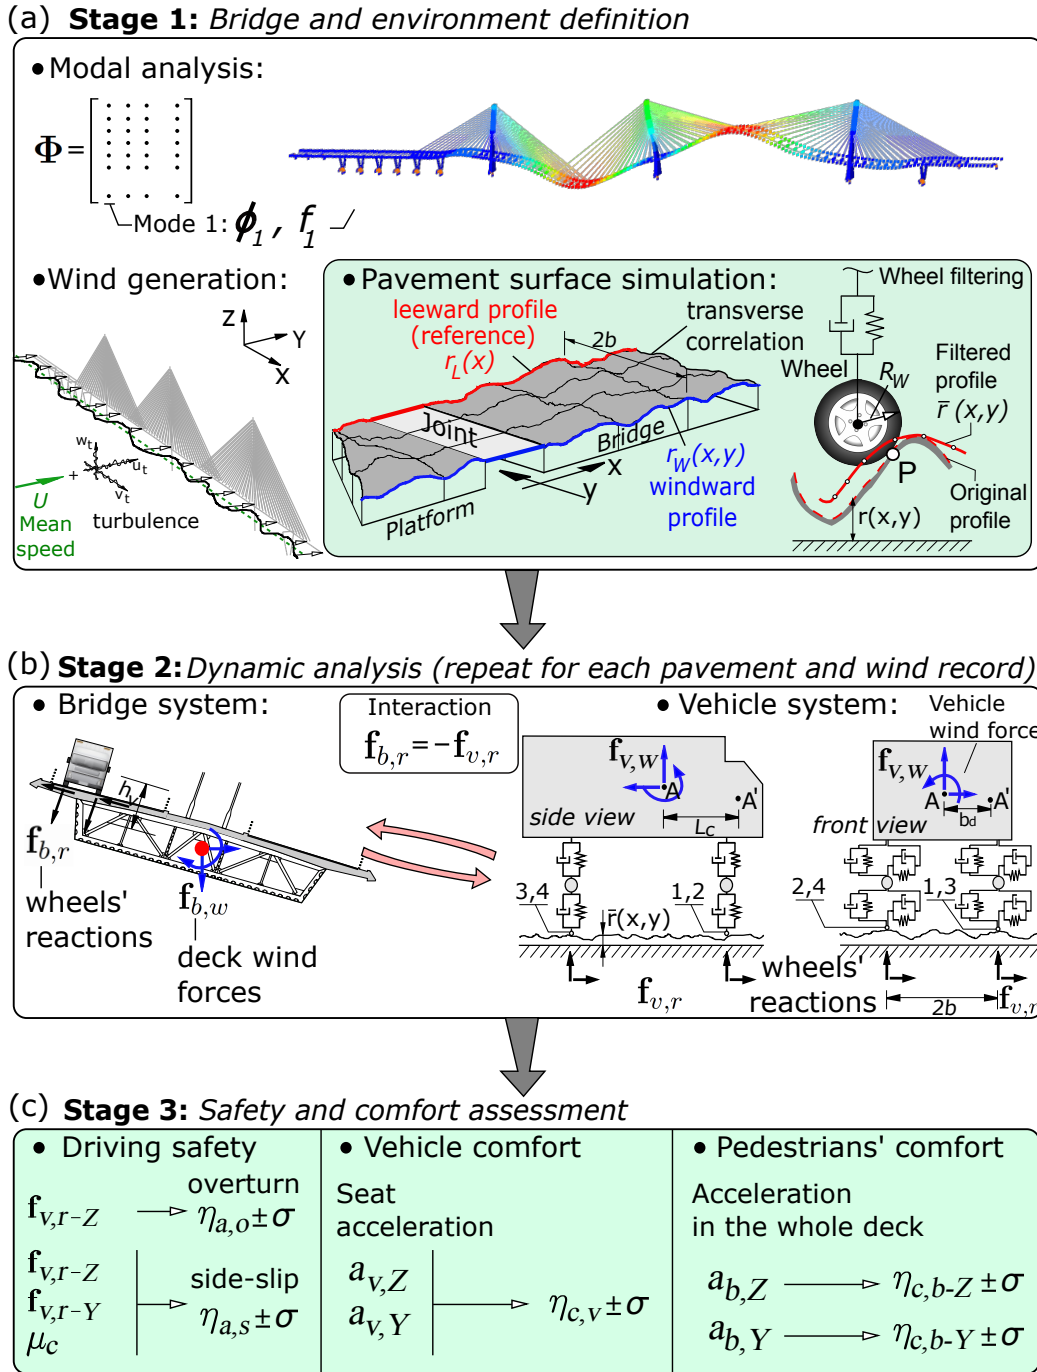 (a) Stage 1: Bridge and environment definition
• Modal analysis:
Φ =
Mode 1: ϕ1 , f1
• Wind generation:
Z
Y
X
wt
ut
vt
+
U
Mean
speed
turbulence
• Pavement surface simulation:
leeward profile
(reference)
rL(x)
2b
transverse
correlation
Joint
Bridge
x
y
Platform
rW(x,y)
windward
profile
Wheel filtering
Wheel
RW
Filtered
profile
r̅ (x,y)
P
Original
profile
r(x,y)
(b) Stage 2: Dynamic analysis (repeat for each pavement and wind record)
• Bridge system:
hv
fb,r
wheels'
reactions
fb,w
deck wind
forces
Interaction
fb,r = −fv,r
• Vehicle system:
Vehicle
wind force
fv,w
A
A'
Lc
side view
3,4
1,2
r̅(x,y)
fv,r
wheels'
reactions
fv,w
A
A'
bd
front view
2,4
1,3
2b
fv,r
(c) Stage 3: Safety and comfort assessment
• Driving safety
overturn
fv,r-Z
ηa,o ± σ
fv,r-Z
fv,r-Y
μc
side-slip
ηa,s ± σ
• Vehicle comfort
Seat
acceleration
av,Z
av,Y
ηc,v ± σ
• Pedestrians' comfort
Acceleration
in the whole deck
ab,Z
ηc,b-Z ± σ
ab,Y
ηc,b-Y ± σ